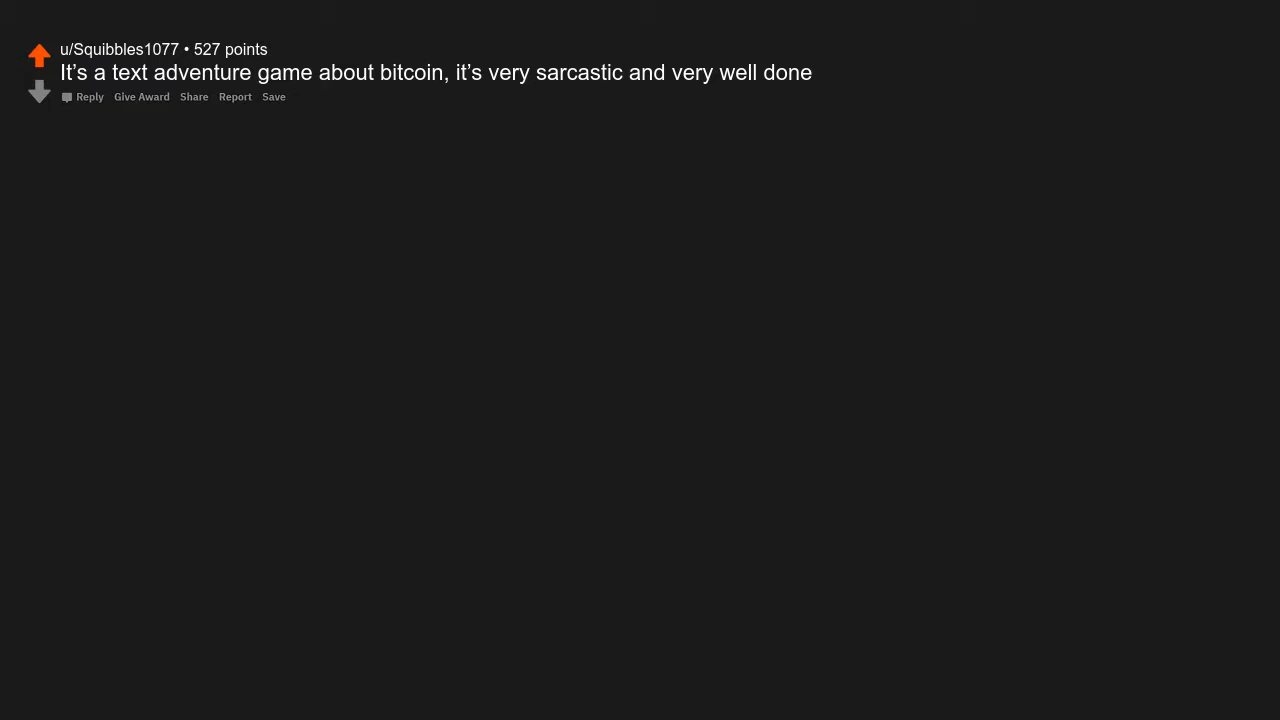 u/Squibbles1077 • 527 points
It’s a text adventure game about bitcoin, it’s very sarcastic and very well done
Reply Give Award Share Report Save